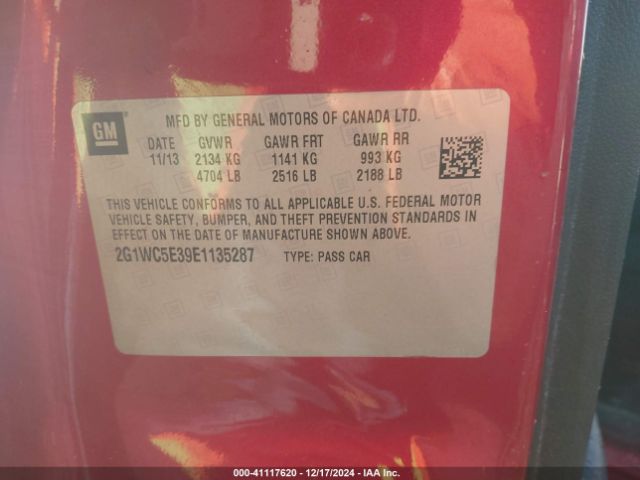 GM
MFD BY GENERAL MOTORS OF CANADA LTD.
DATE GVWR GAWR FRT GAWR RR
11/13 2134 KG 1141 KG 993 KG
4704 LB 2516 LB 2188 LB
THIS VEHICLE CONFORMS TO ALL APPLICABLE U.S. FEDERAL MOTOR
VEHICLE SAFETY, BUMPER, AND THEFT PREVENTION STANDARDS IN
EFFECT ON THE DATE OF MANUFACTURE SHOWN ABOVE.
2G1WC5E39E1135287 TYPE: PASS CAR
000-41117620 - 12/17/2024 - IAA Inc.